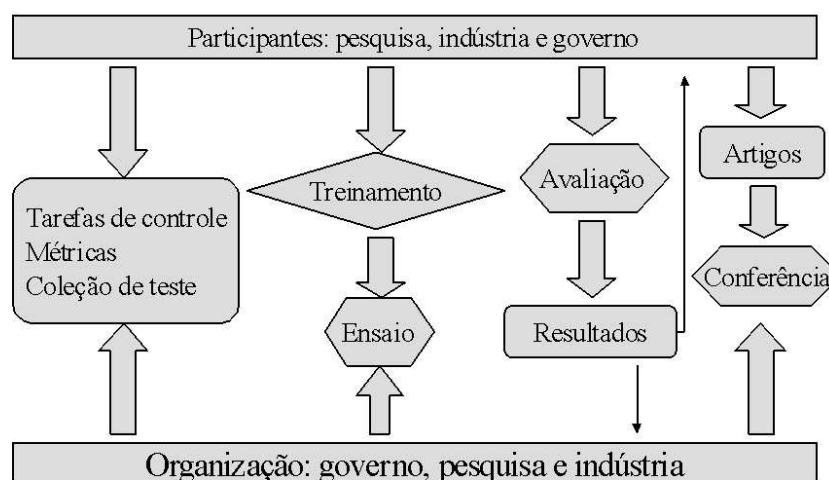 Participantes: pesquisa, indústria e governo
Tarefas de controle
Métricas
Coleção de teste
Treinamento
Ensaio
Avaliação
Resultados
Artigos
Conferência
Organização: governo, pesquisa e indústria